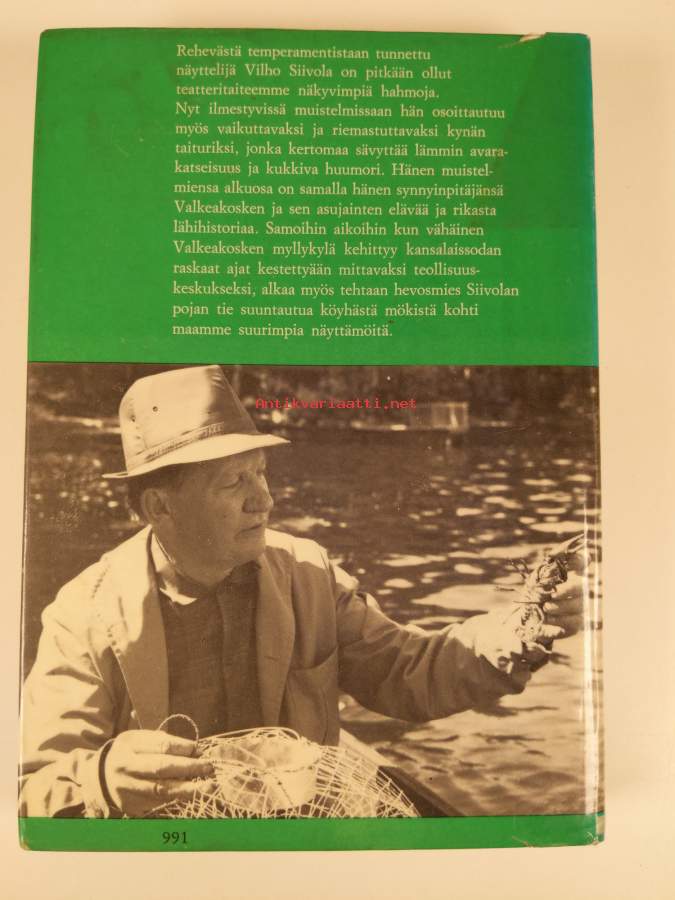 Rehevästä temperamentistaan tunnettu
näyttelijä Vilho Siivola on pitkään ollut
teatteritaiteemme näkyvimpiä hahmoja.
Nyt ilmestyvissä muistelmissaan hän osoittautuu
myös vaikuttavaksi ja riemastuttavaksi kynän
taituriksi, jonka kertomaa sävyttää lämmin avara-
katseisuus ja kukkiva huumori. Hänen muistel-
miensa alkuosa on samalla hänen synnyinpitäjänsä
Valkeakosken ja sen asujainten elävää ja rikasta
lähihistoriaa. Samoihin aikoihin kun vähäinen
Valkeakosken myllykylä kehittyy kansalaissodan
raskaat ajat kestettyään mittavaksi teollisuus-
keskukseksi, alkaa myös tehtaan hevosmies Siivolan
pojan tie suuntautua köyhästä mökistä kohti
maamme suurimpia näyttämöitä.
Antikvariaatti.net
991